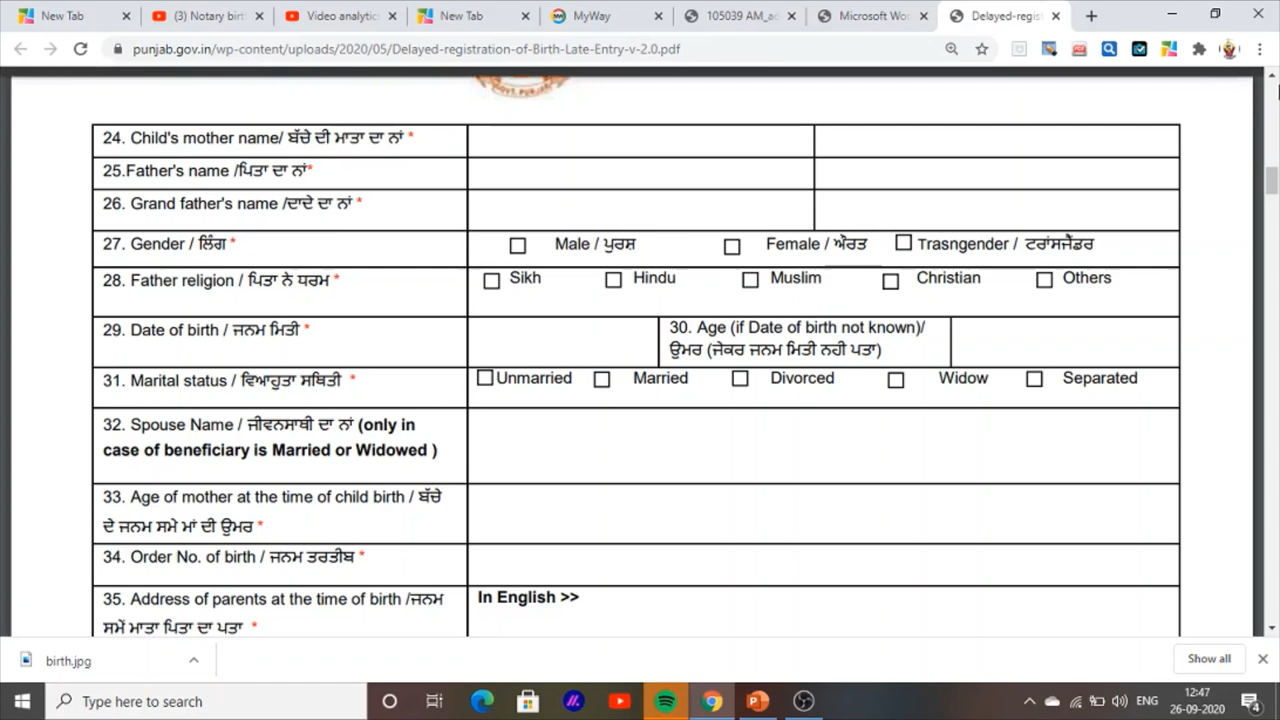 New Tab
(3) Notary birt
Video analytic
New Tab
MyWay
105039 AM_ac
Microsoft Wor
Delayed-regist
punjab.gov.in/wp-content/uploads/2020/05/Delayed-registration-of-Birth-Late-Entry-v-2.0.pdf
24. Child's mother name/ ਬੱਚੇ ਦੀ ਮਾਤਾ ਦਾ ਨਾਂ *
25.Father's name /ਪਿਤਾ ਦਾ ਨਾਂ*
26. Grand father's name /ਦਾਦੇ ਦਾ ਨਾਂ *
27. Gender / ਲਿੰਗ * Male / ਪੁਰਸ਼ Female / ਔਰਤ Trasngender / ਟਰਾਂਸਜੈਂਡਰ
28. Father religion / ਪਿਤਾ ਨੇ ਧਰਮ * Sikh Hindu Muslim Christian Others
29. Date of birth / ਜਨਮ ਮਿਤੀ * 30. Age (if Date of birth not known)/
ਉਮਰ (ਜੇਕਰ ਜਨਮ ਮਿਤੀ ਨਹੀ ਪਤਾ)
31. Marital status / ਵਿਆਹੁਤਾ ਸਥਿਤੀ * Unmarried Married Divorced Widow Separated
32. Spouse Name / ਜੀਵਨਸਾਥੀ ਦਾ ਨਾਂ (only in
case of beneficiary is Married or Widowed )
33. Age of mother at the time of child birth / ਬੱਚੇ
ਦੇ ਜਨਮ ਸਮੇ ਮਾਂ ਦੀ ਉਮਰ *
34. Order No. of birth / ਜਨਮ ਤਰਤੀਬ *
35. Address of parents at the time of birth /ਜਨਮ In English >>
ਸਮੇਂ ਮਾਤਾ ਪਿਤਾ ਦਾ ਪਤਾ *
birth.jpg
Show all
Type here to search
ENG
12:47
26-09-2020
4